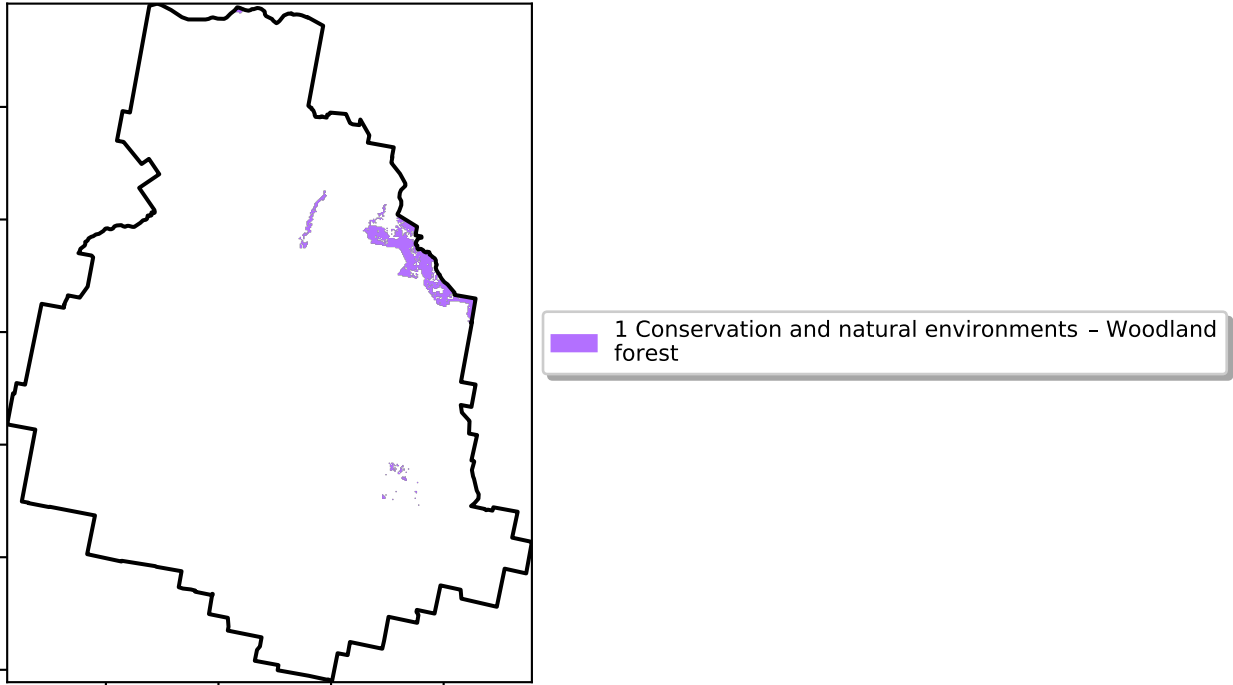 1 Conservation and natural environments – Woodland
forest